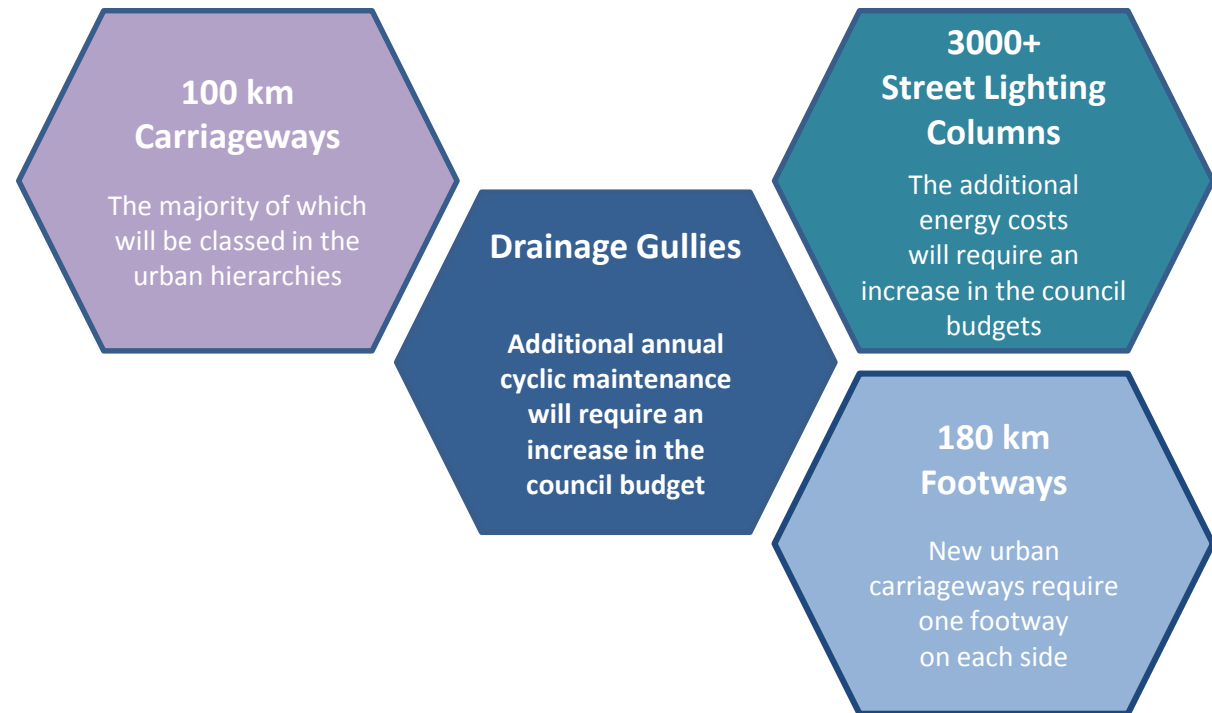 100 km
Carriageways
The majority of which
will be classed in the
urban hierarchies
Drainage Gullies
Additional annual
cyclic maintenance
will require an
increase in the
council budget
3000+
Street Lighting
Columns
The additional
energy costs
will require an
increase in the council
budgets
180 km
Footways
New urban
carriageways require
one footway
on each side